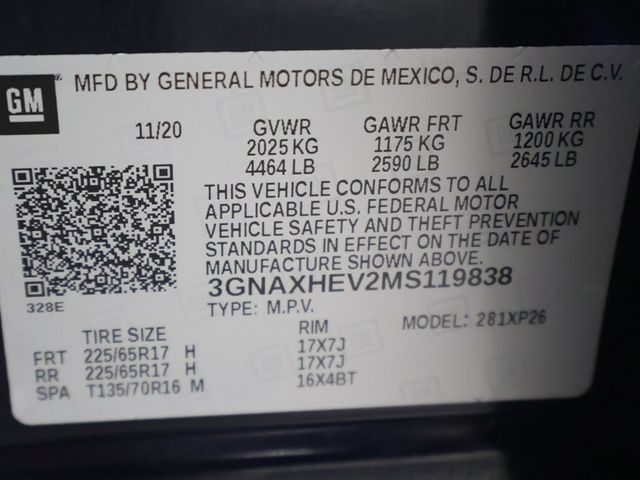 GM
MFD BY GENERAL MOTORS DE MEXICO, S. DE R.L. DE C.V.
11/20 GVWR GAWR FRT GAWR RR
2025 KG 1175 KG 1200 KG
4464 LB 2590 LB 2645 LB
THIS VEHICLE CONFORMS TO ALL
APPLICABLE U.S. FEDERAL MOTOR
VEHICLE SAFETY AND THEFT PREVENTION
STANDARDS IN EFFECT ON THE DATE OF
MANUFACTURE SHOWN ABOVE.
3GNAXHEV2MS119838
328E TYPE: M.P.V. MODEL: 281XP26
TIRE SIZE RIM
FRT 225/65R17 H 17X7J
RR 225/65R17 H 17X7J
SPA T135/70R16 M 16X4BT